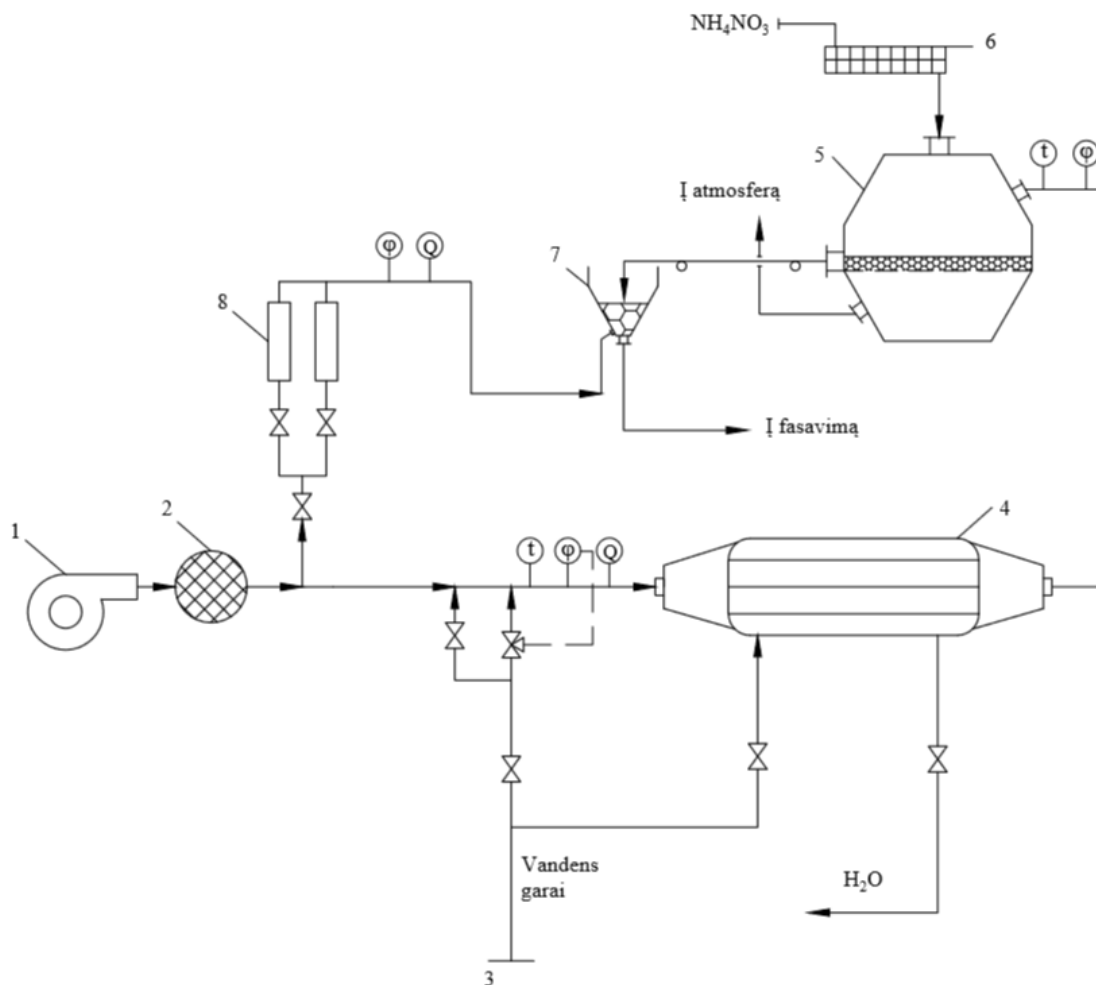 NH₄NO₃
6
5
t
φ
Į atmosferą
7
φ
Q
8
Į fasavimą
1
2
t
φ
Q
4
Vandens
garai
H₂O
3